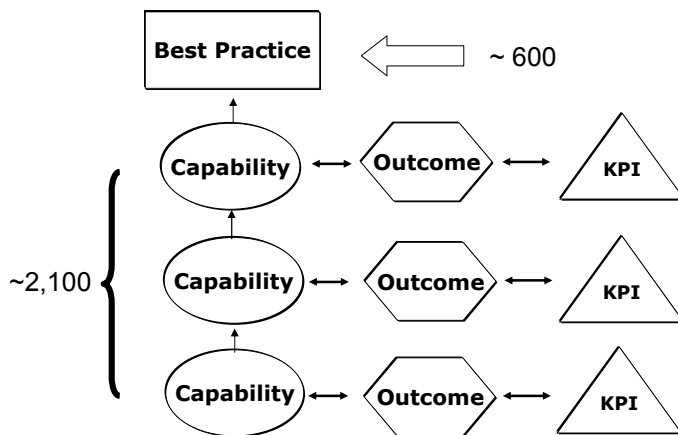 Best Practice
~ 600
Capability
Outcome
KPI
~2,100
Capability
Outcome
KPI
Capability
Outcome
KPI